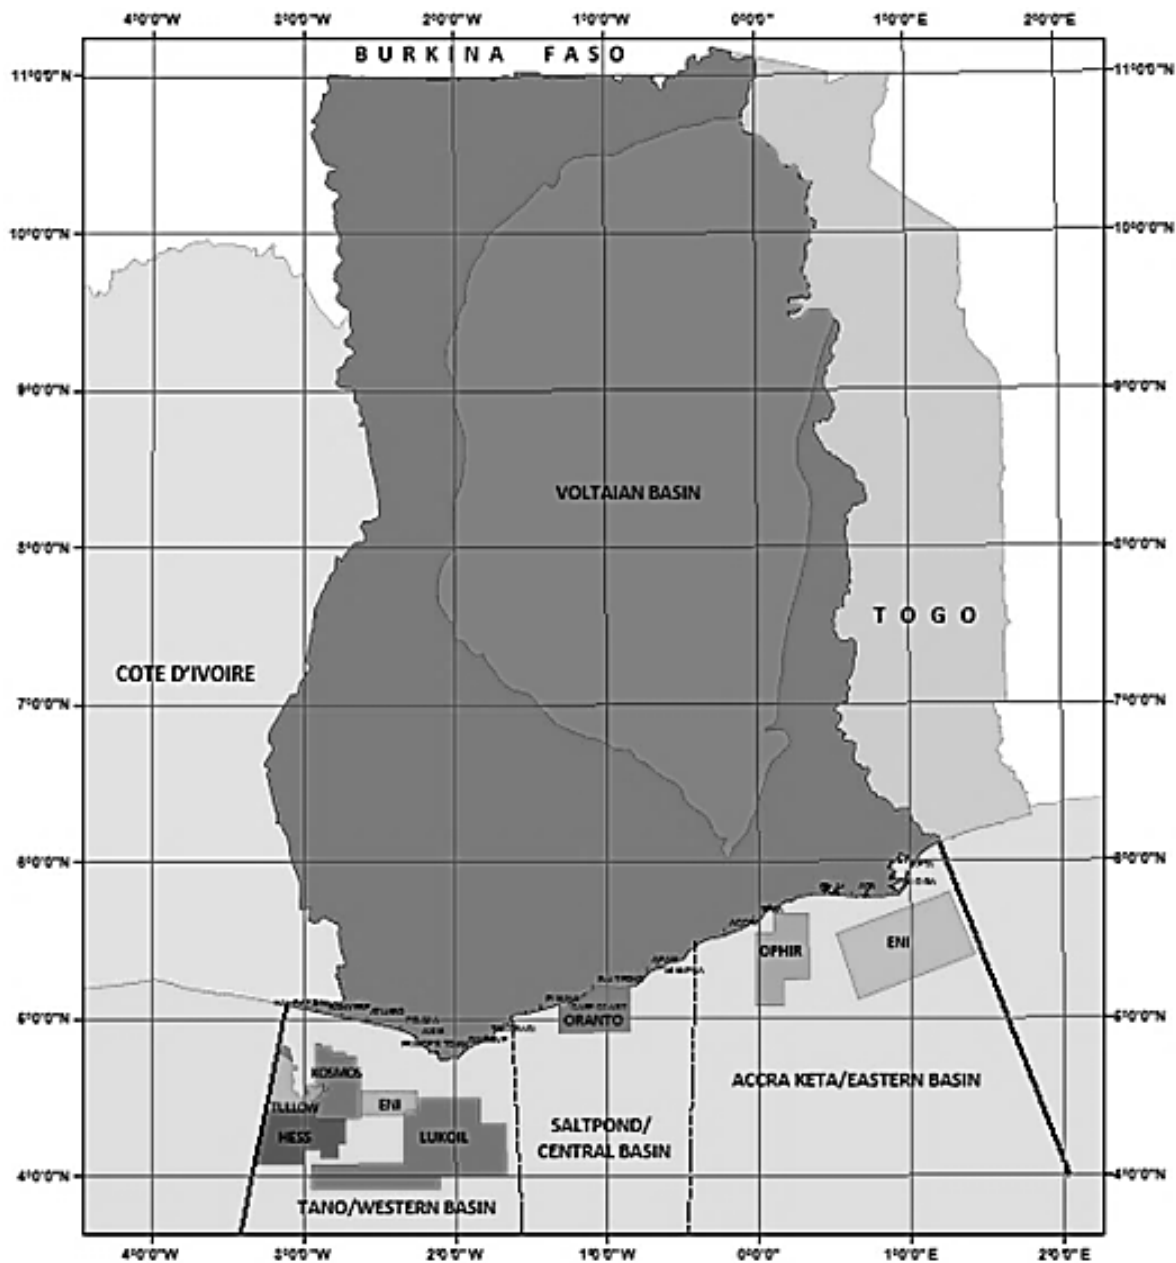 4°0'0"W 3°0'0"W 2°0'0"W 1°0'0"W 0°0'0" 1°0'0"E 2°0'0"E
BURKINA FASO
11°0'0"N 11°0'0"N
10°0'0"N 10°0'0"N
9°0'0"N 9°0'0"N
VOLTAIAN BASIN
8°0'0"N 8°0'0"N
TOGO
COTE D'IVOIRE
7°0'0"N 7°0'0"N
6°0'0"N 6°0'0"N
ENI
OPHIR
5°0'0"N 5°0'0"N
ORANTO
KOSMOS
ACCRA KETA/EASTERN BASIN
TULLOW ENI
HESS LUKOIL
SALTPOND/
CENTRAL BASIN
4°0'0"N 4°0'0"N
TANO/WESTERN BASIN
4°0'0"W 3°0'0"W 2°0'0"W 1°0'0"W 0°0'0" 1°0'0"E 2°0'0"E